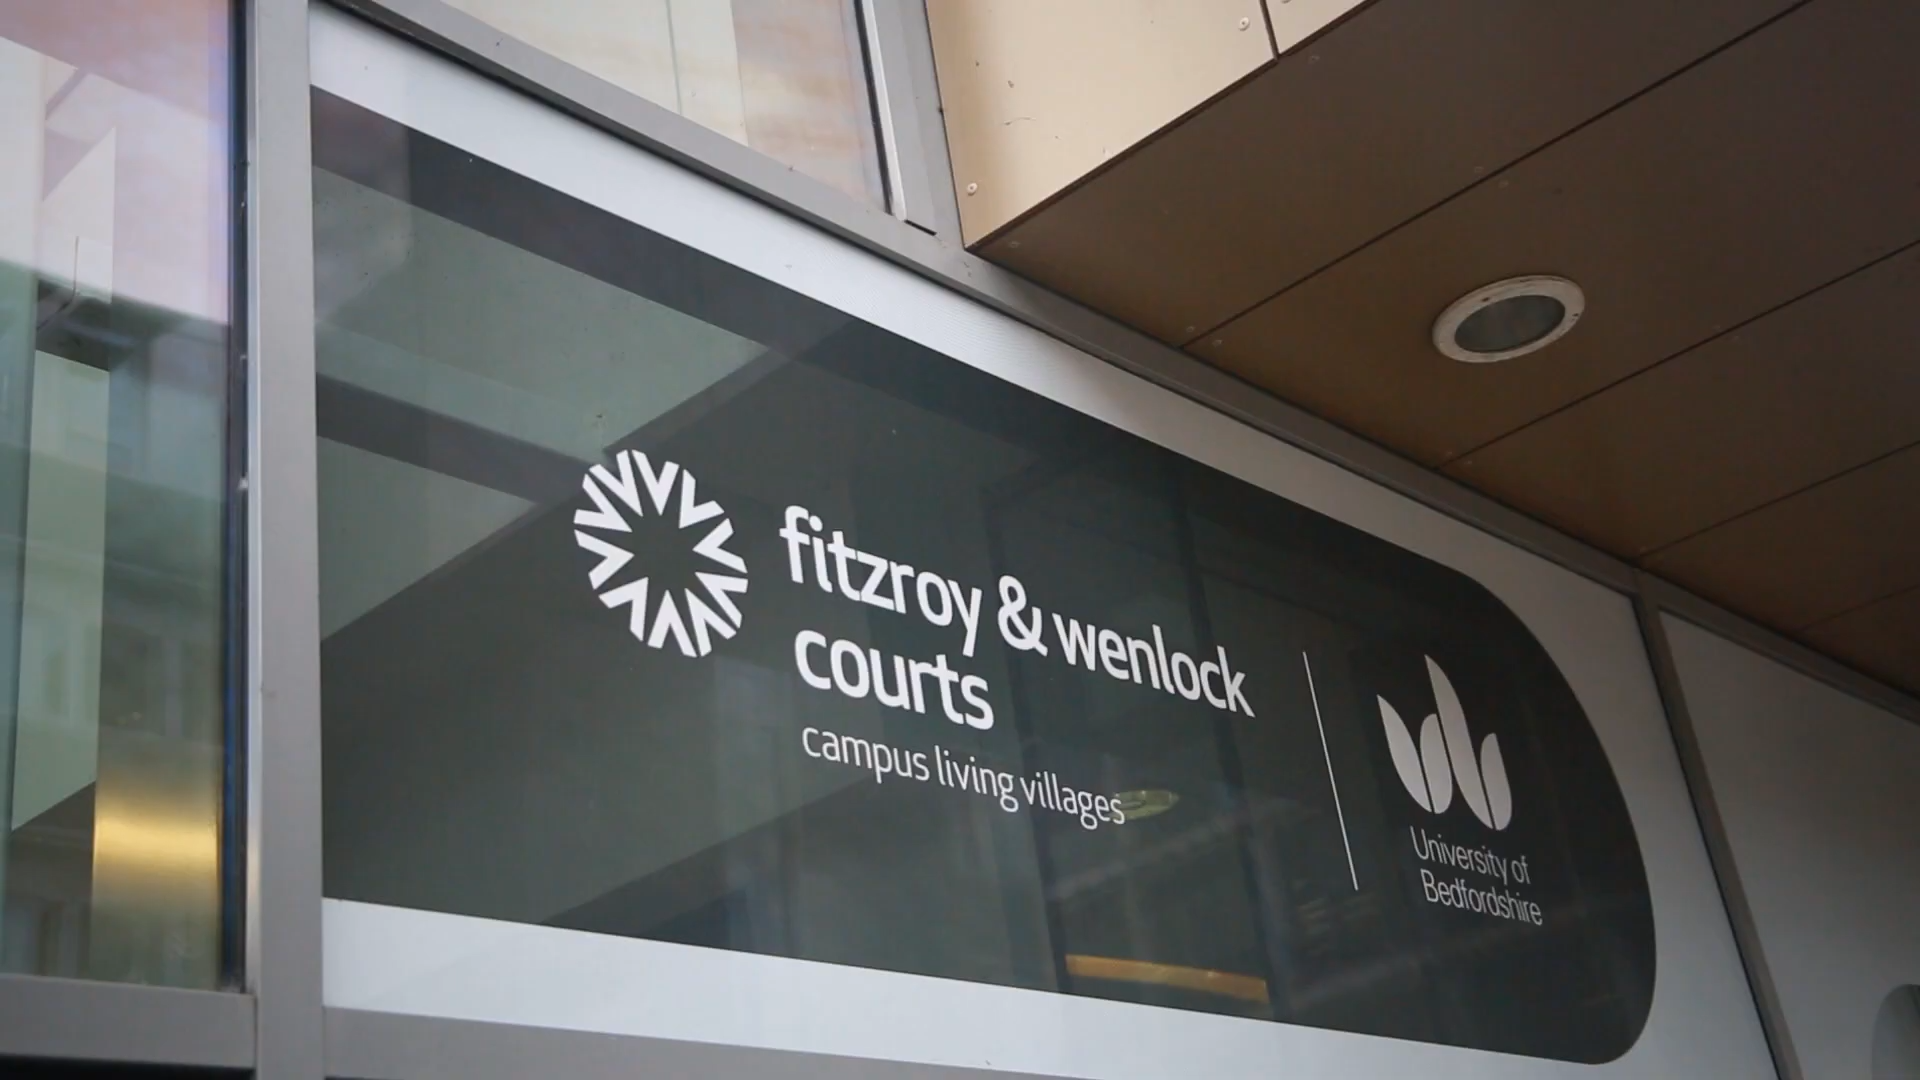 fitzroy & wenlock
courts
campus living villages
University of
Bedfordshire